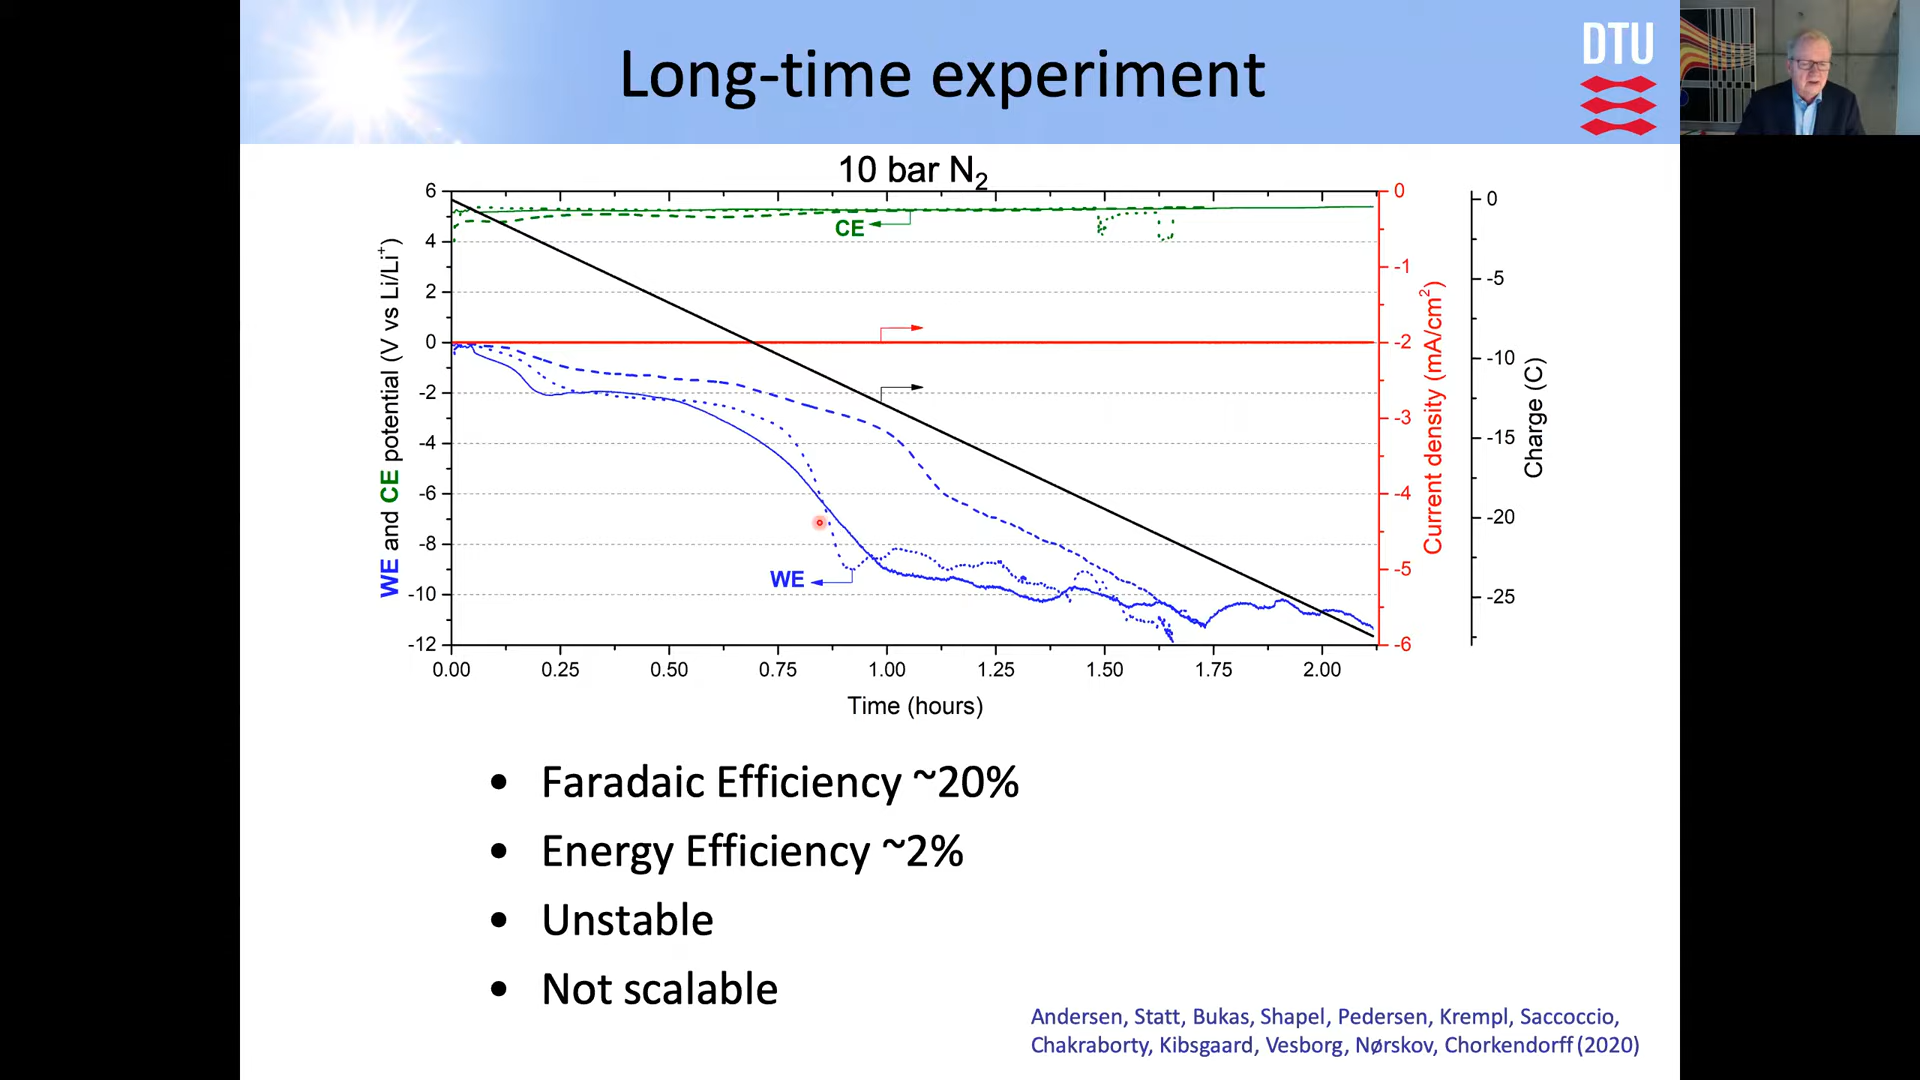 Long-time experiment
DTU
10 bar N₂
WE and CE potential (V vs Li/Li⁺)
6
4
2
0
-2
-4
-6
-8
-10
-12
CE
WE
0
-1
-2
-3
-4
-5
-6
Current density (mA/cm²)
0
-5
-10
-15
-20
-25
Charge (C)
0.00 0.25 0.50 0.75 1.00 1.25 1.50 1.75 2.00
Time (hours)
• Faradaic Efficiency ~20%
• Energy Efficiency ~2%
• Unstable
• Not scalable
Andersen, Statt, Bukas, Shapel, Pedersen, Krempl, Saccoccio,
Chakraborty, Kibsgaard, Vesborg, Nørskov, Chorkendorff (2020)